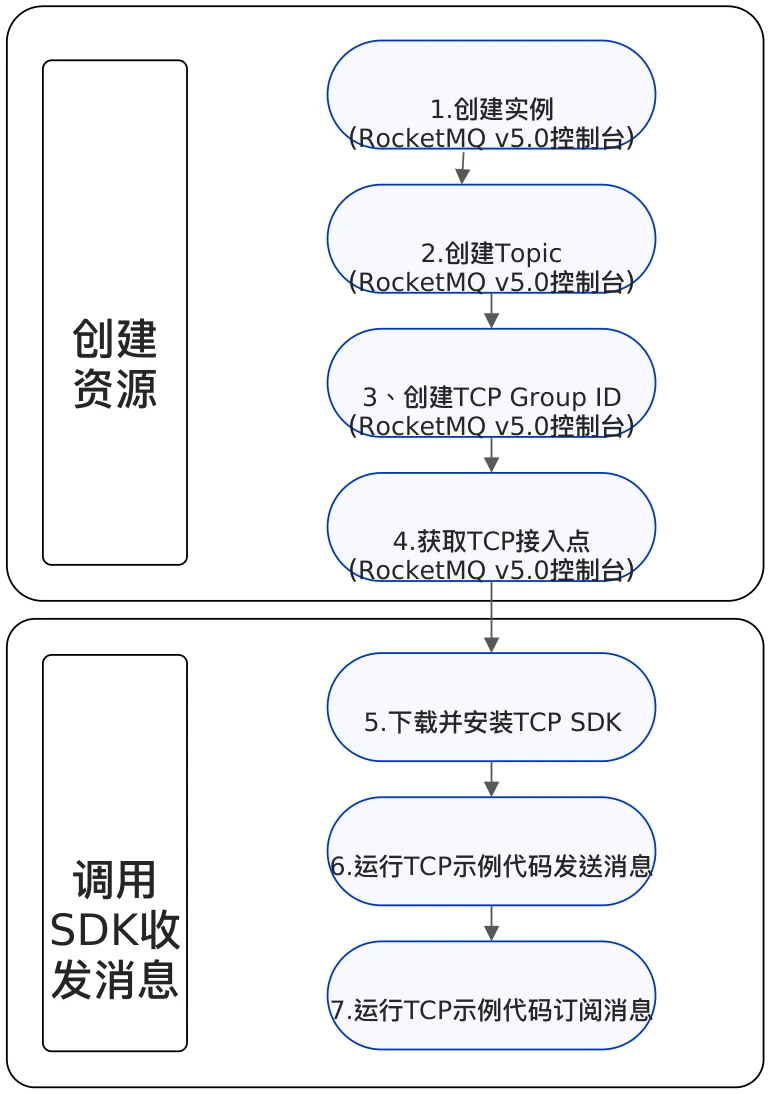 创建
资源
1.创建实例
(RocketMQ v5.0控制台)
2.创建Topic
(RocketMQ v5.0控制台)
3、创建TCP Group ID
(RocketMQ v5.0控制台)
4.获取TCP接入点
(RocketMQ v5.0控制台)
调用
SDK收
发消息
5.下载并安装TCP SDK
6.运行TCP示例代码发送消息
7.运行TCP示例代码订阅消息